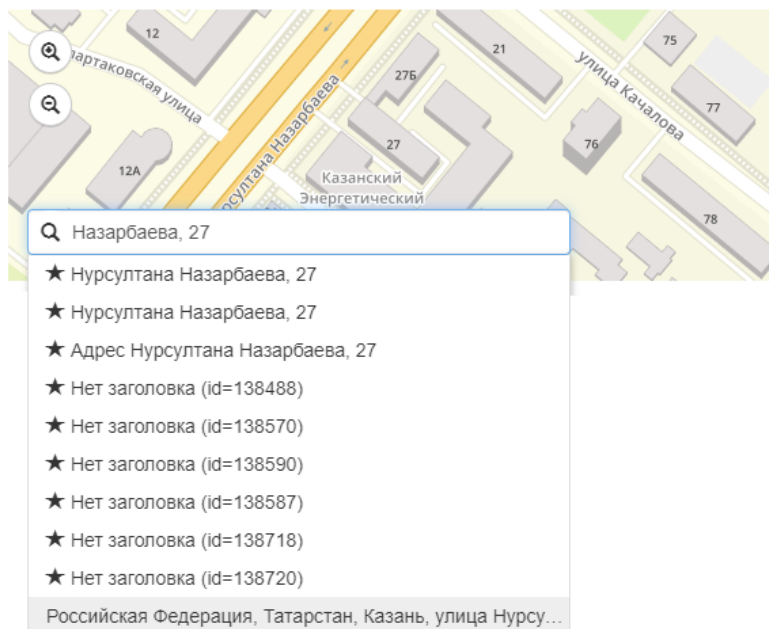 12
21
75
партаковская улица
27Б
улица Качалова
77
27
76
12А
Нурсултана Назарбаева
Казанский
Энергетический
78
Назарбаева, 27
★ Нурсултана Назарбаева, 27
★ Нурсултана Назарбаева, 27
★ Адрес Нурсултана Назарбаева, 27
★ Нет заголовка (id=138488)
★ Нет заголовка (id=138570)
★ Нет заголовка (id=138590)
★ Нет заголовка (id=138587)
★ Нет заголовка (id=138718)
★ Нет заголовка (id=138720)
Российская Федерация, Татарстан, Казань, улица Нурсу...